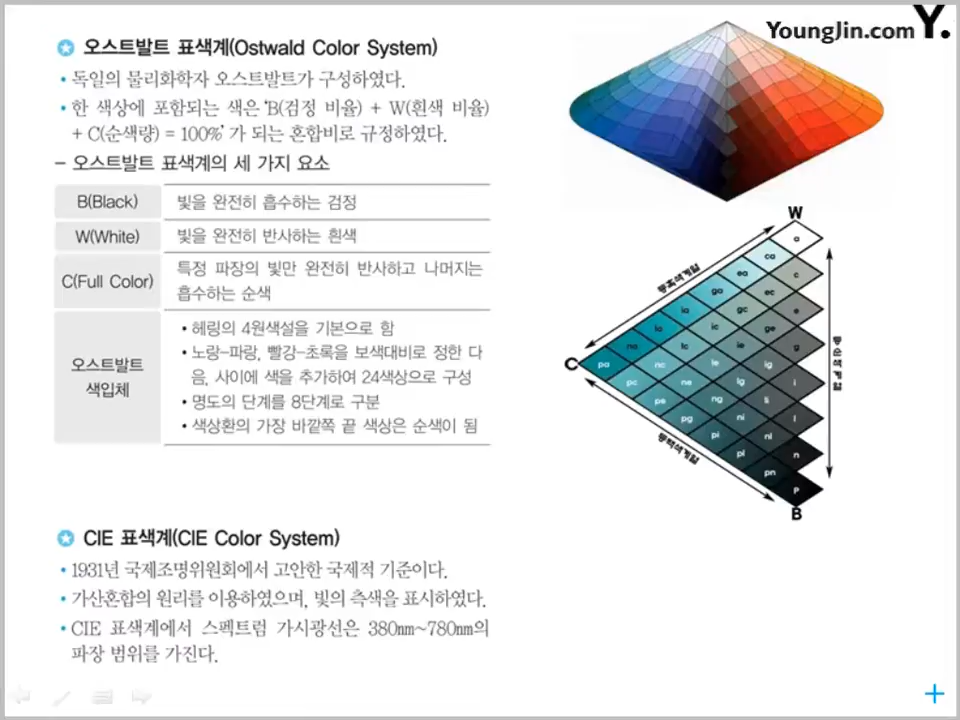 YoungJin.com Y.
오스트발트 표색계(Ostwald Color System)
• 독일의 물리화학자 오스트발트가 구성하였다.
• 한 색상에 포함되는 색은 'B(검정 비율) + W(흰색 비율)
+ C(순색량) = 100%'가 되는 혼합비로 규정하였다.
– 오스트발트 표색계의 세 가지 요소
B(Black)
빛을 완전히 흡수하는 검정
W(White)
빛을 완전히 반사하는 흰색
C(Full Color)
특정 파장의 빛만 완전히 반사하고 나머지는
흡수하는 순색
오스트발트
색입체
• 헤링의 4원색설을 기본으로 함
• 노랑-파랑, 빨강-초록을 보색대비로 정한 다
음, 사이에 색을 추가하여 24색상으로 구성
• 명도의 단계를 8단계로 구분
• 색상환의 가장 바깥쪽 끝 색상은 순색이 됨
W
a
ca
c
ea
ec
e
ga
gc
ge
g
ia
ic
ie
ig
i
la
lc
le
lg
li
l
na
nc
ne
ng
ni
nl
n
C
pa
pc
pe
pg
pi
pl
pn
p
B
등흑색계열
등순색계열
등백색계열
CIE 표색계(CIE Color System)
• 1931년 국제조명위원회에서 고안한 국제적 기준이다.
• 가산혼합의 원리를 이용하였으며, 빛의 측색을 표시하였다.
• CIE 표색계에서 스펙트럼 가시광선은 380㎚~780㎚의
파장 범위를 가진다.